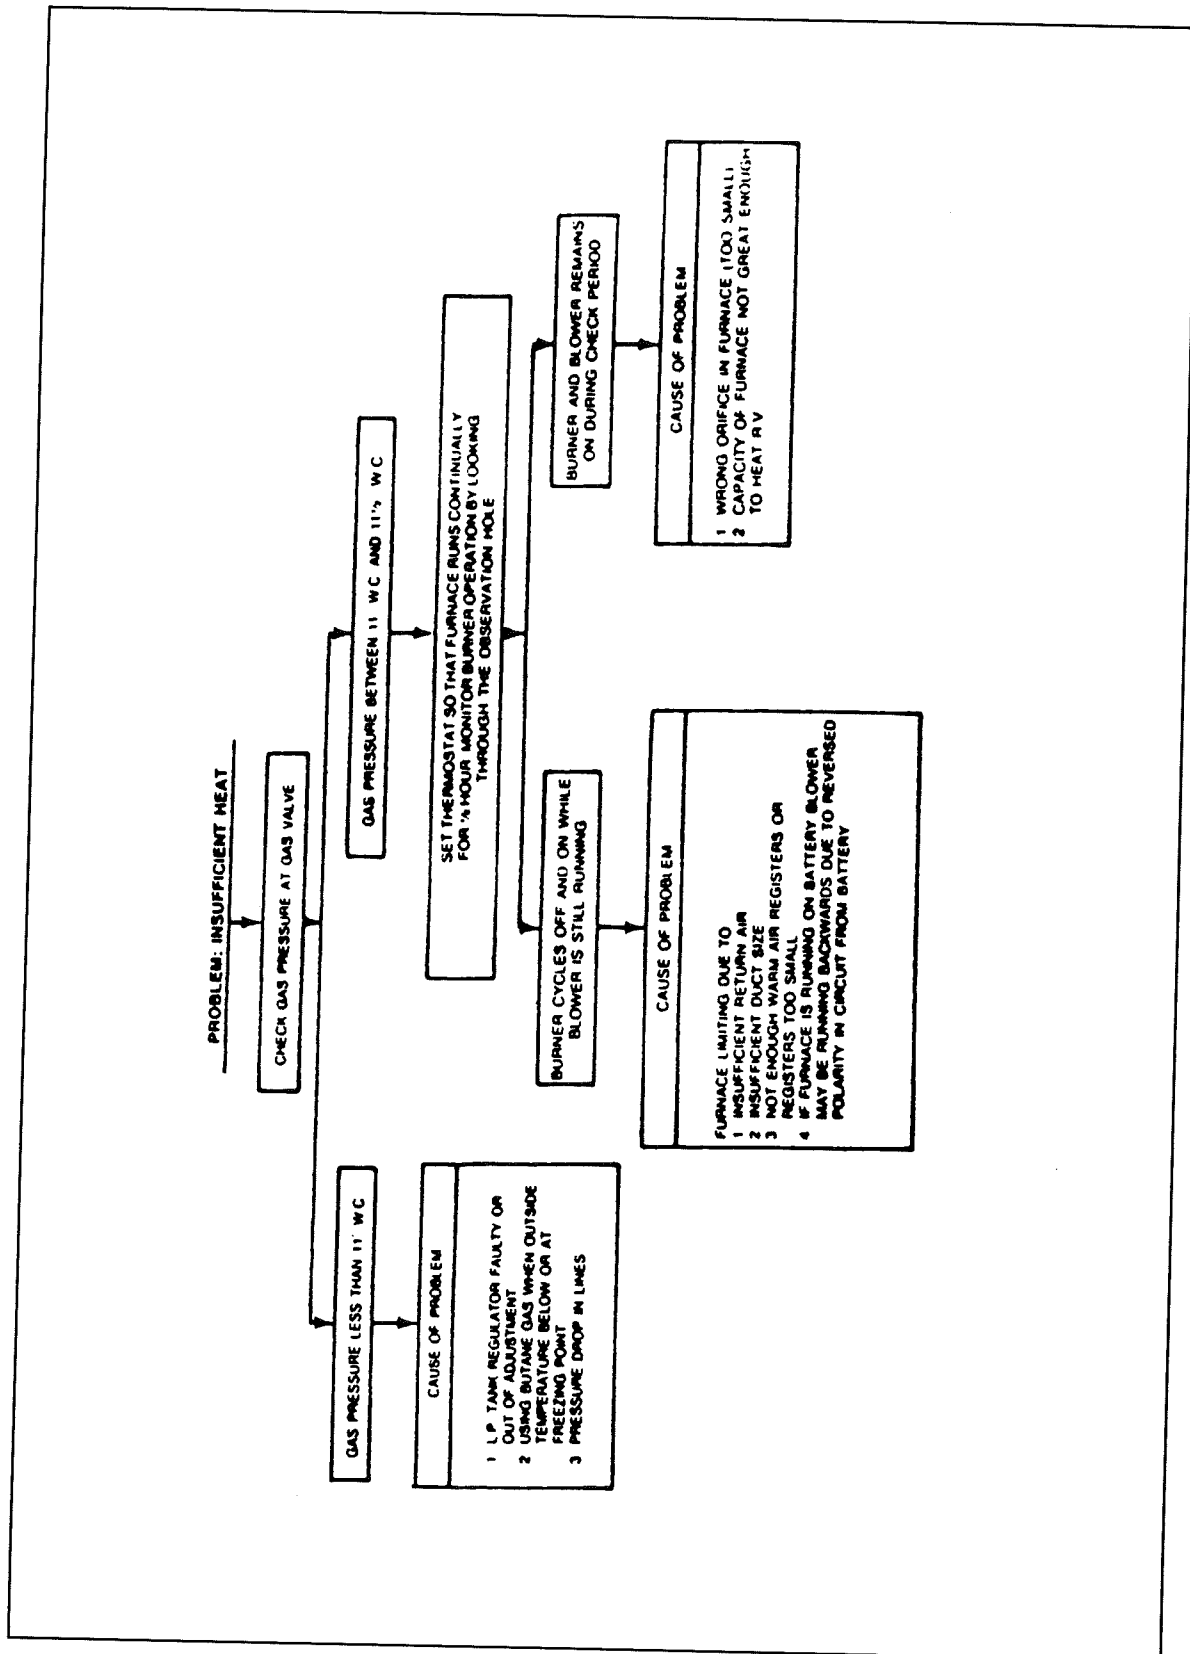 PROBLEM: INSUFFICIENT HEAT
CHECK GAS PRESSURE AT GAS VALVE
GAS PRESSURE LESS THAN 11" WC
CAUSE OF PROBLEM
1 LP TANK REGULATOR FAULTY OR
OUT OF ADJUSTMENT
2 USING BUTANE GAS WHEN OUTSIDE
TEMPERATURE BELOW OR AT
FREEZING POINT
3 PRESSURE DROP IN LINES
GAS PRESSURE BETWEEN 11 WC AND 11½ WC
SET THERMOSTAT SO THAT FURNACE RUNS CONTINUALLY
FOR HOUR MONITOR BURNER OPERATION BY LOOKING
THROUGH THE OBSERVATION HOLE
BURNER CYCLES OFF AND ON WHILE
BLOWER IS STILL RUNNING
CAUSE OF PROBLEM
FURNACE LIMITING DUE TO
1 INSUFFICIENT RETURN AIR
2 INSUFFICIENT DUCT SIZE
3 NOT ENOUGH WARM AIR REGISTERS OR
REGISTERS TOO SMALL
4 IF FURNACE IS RUNNING ON BATTERY BLOWER
MAY BE RUNNING BACKWARDS DUE TO REVERSED
POLARITY IN CIRCUIT FROM BATTERY
BURNER AND BLOWER REMAINS
ON DURING CHECK PERIOD
CAUSE OF PROBLEM
1 WRONG ORIFICE IN FURNACE (TOO SMALL)
2 CAPACITY OF FURNACE NOT GREAT ENOUGH
TO HEAT RV